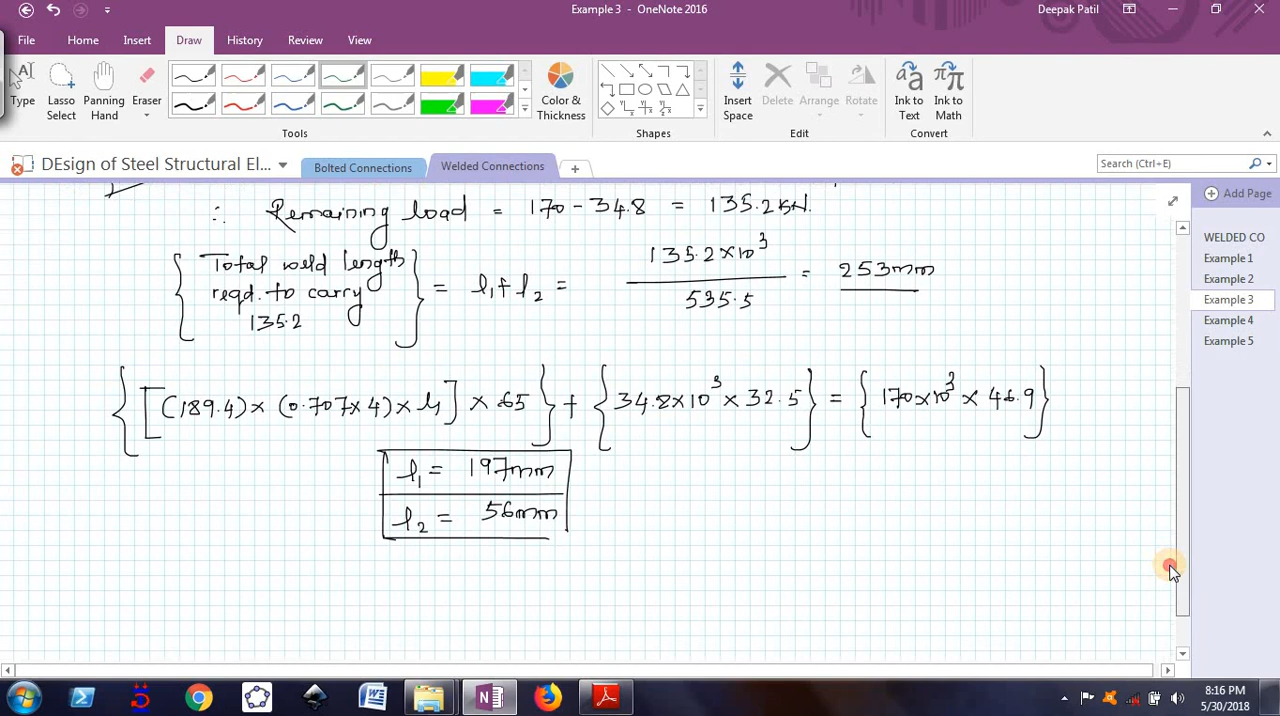 Example 3 - OneNote 2016
Deepak Patil
File Home Insert Draw History Review View
Type
Lasso Select
Panning Hand
Eraser
Color & Thickness
Insert Space
Delete
Arrange
Rotate
Ink to Text
Ink to Math
Tools
Shapes
Edit
Convert
DEsign of Steel Structural El...
Bolted Connections
Welded Connections
Search (Ctrl+E)
Add Page
WELDED CO
Example 1
Example 2
Example 3
Example 4
Example 5
∴ Remaining load = 170 - 34.8 = 135.2 kN.
{Total weld length reqd. to carry 135.2} = l₁ + l₂ = 135.2×10³ / 535.5 = 253mm
{[(189.4)×(0.707×4)×l₁]×65} + {34.8×10³×32.5} = {170×10³×46.9}
l₁ = 197mm
l₂ = 56mm
8:16 PM
5/30/2018